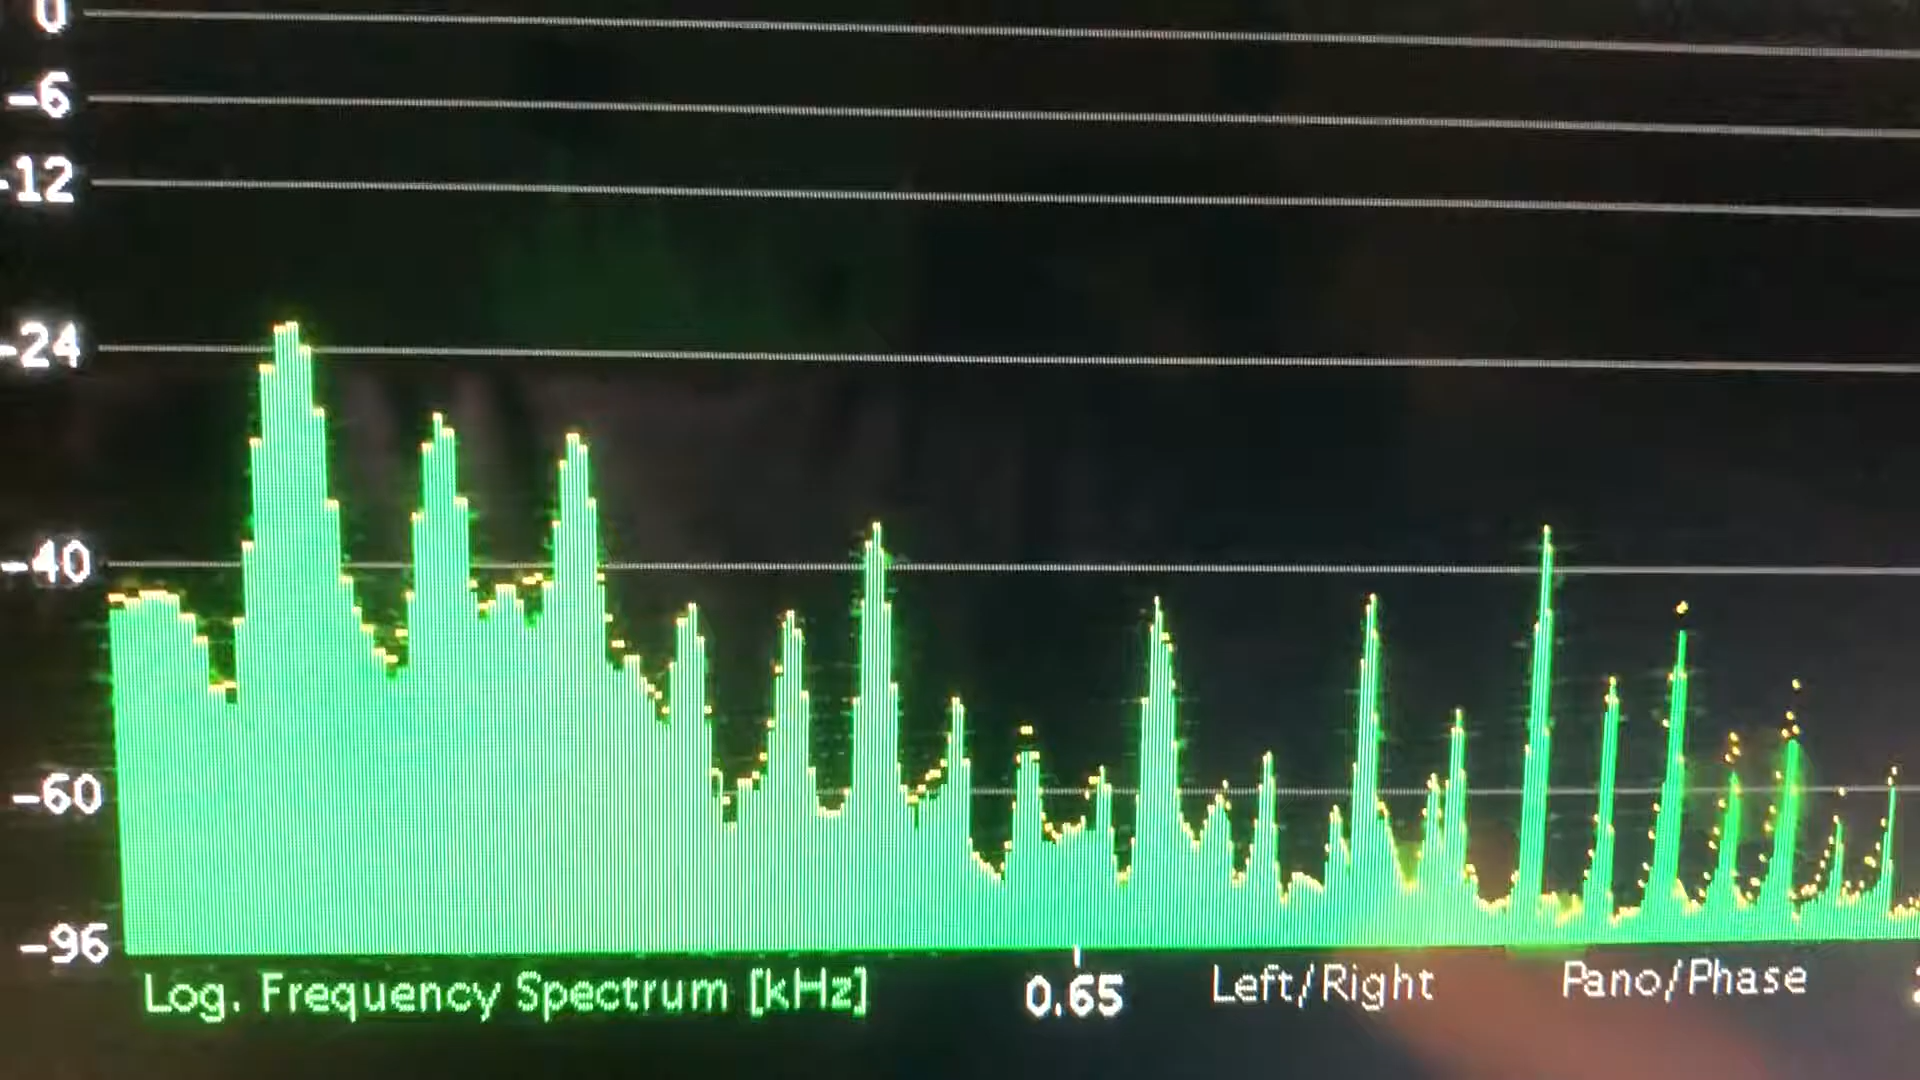 0
-6
-12
-24
-40
-60
-96
Log. Frequency Spectrum [kHz]
0.65
Left/Right
Pano/Phase